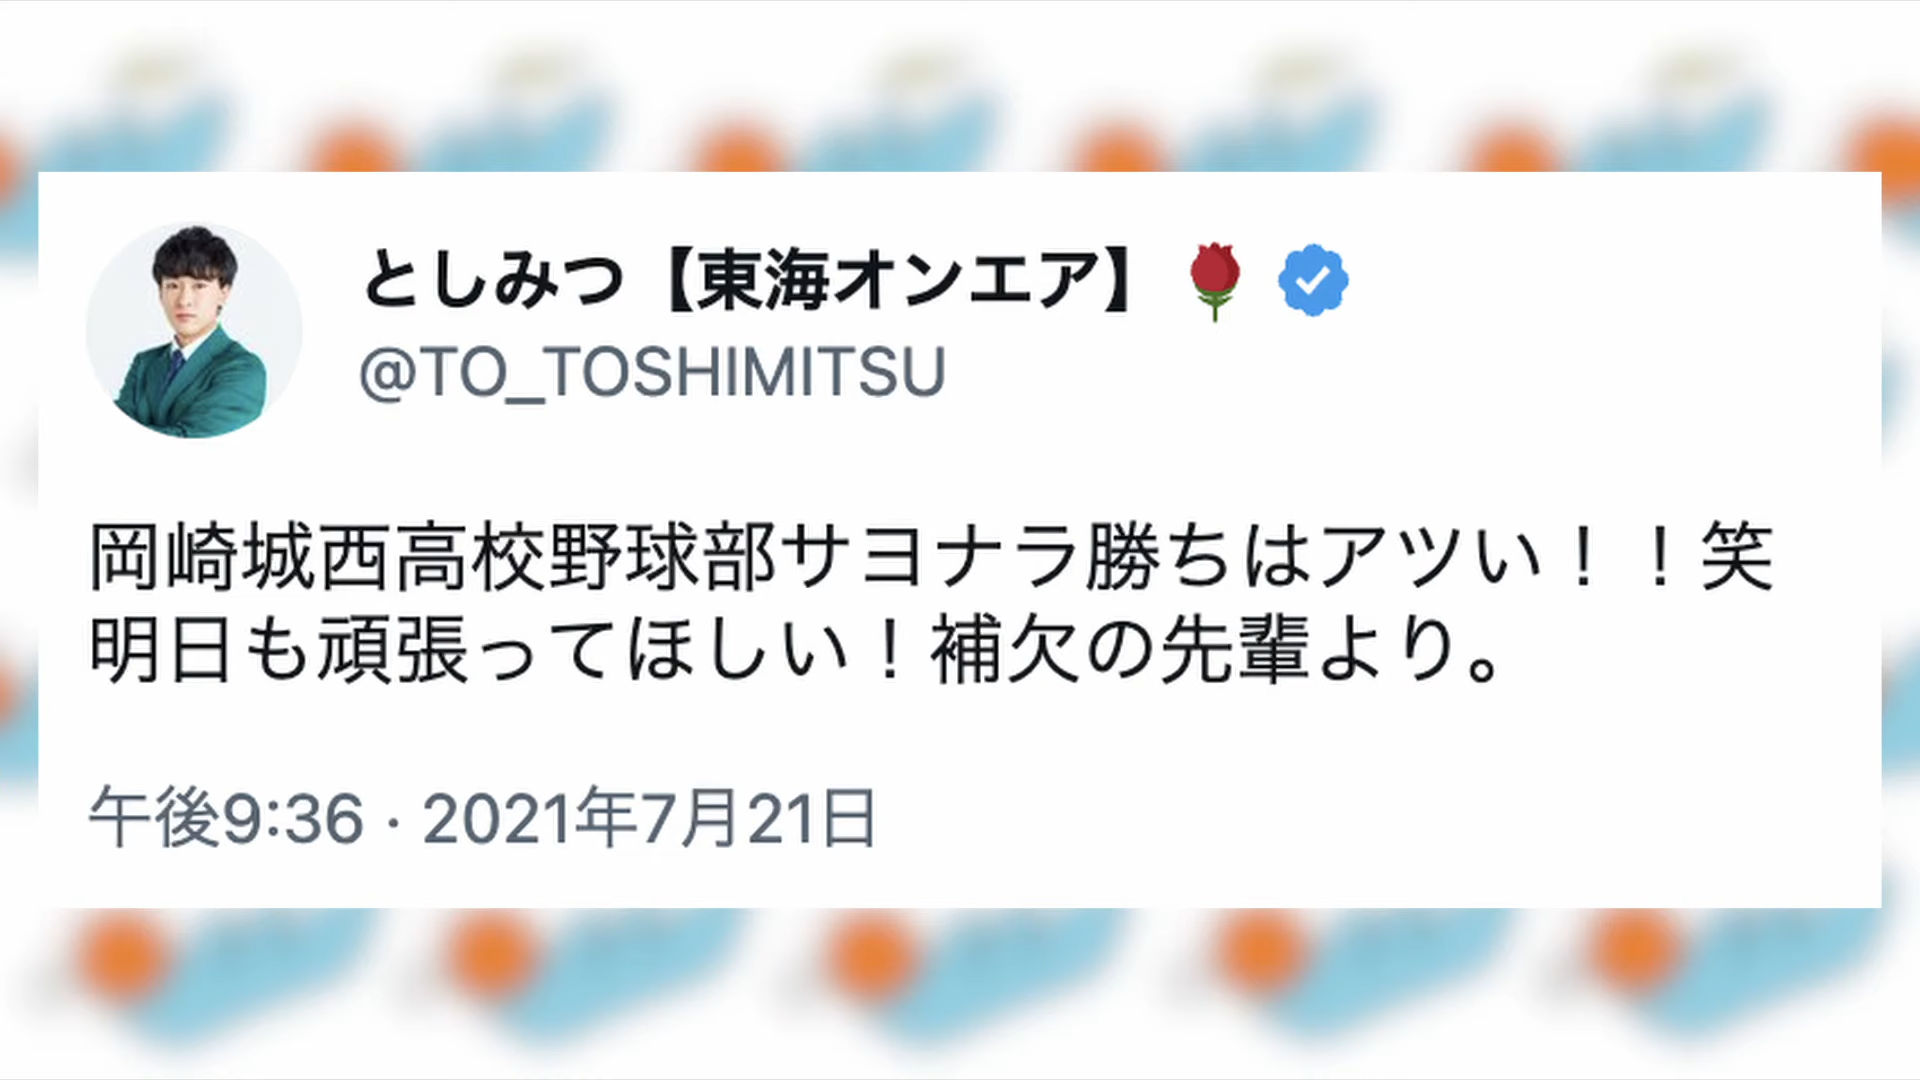 としみつ【東海オンエア】🌹
@TO_TOSHIMITSU
岡崎城西高校野球部サヨナラ勝ちはアツい！！笑
明日も頑張ってほしい！補欠の先輩より。
午後9:36 · 2021年7月21日